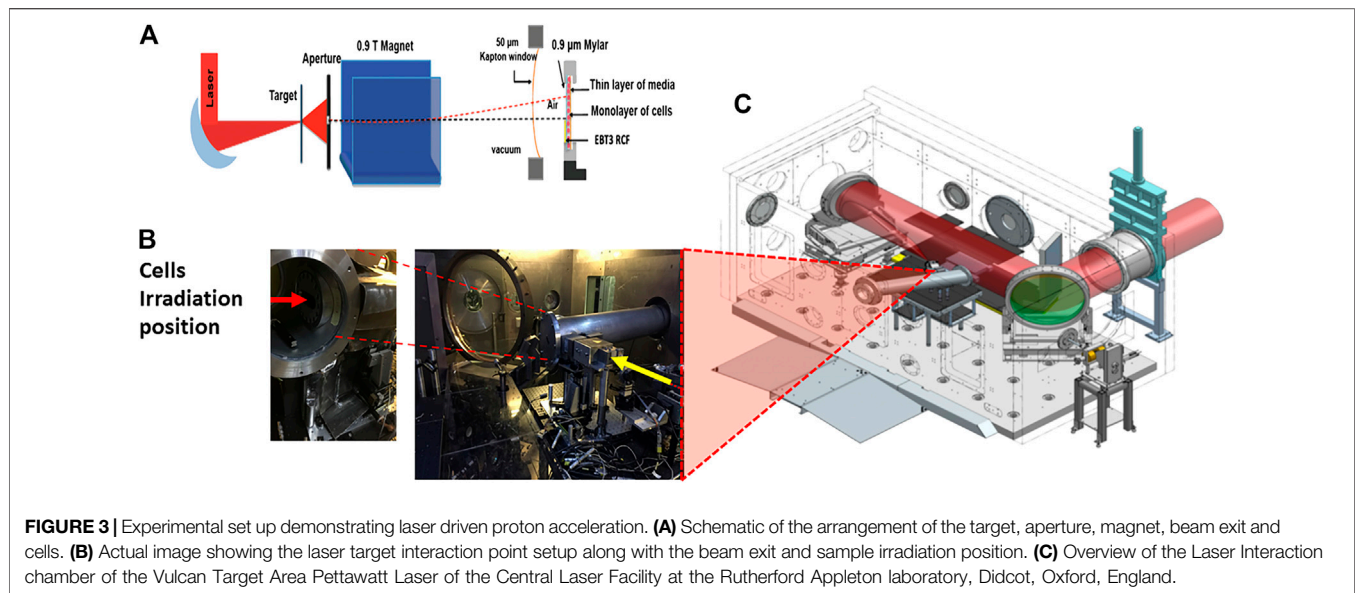 A
0.9 T Magnet
Aperture
Target
Laser
50 μm
Kapton window
0.9 μm Mylar
Thin layer of media
Air
Monolayer of cells
EBT3 RCF
vacuum
B
Cells
Irradiation
position
C
FIGURE 3 | Experimental set up demonstrating laser driven proton acceleration. (A) Schematic of the arrangement of the target, aperture, magnet, beam exit and
cells. (B) Actual image showing the laser target interaction point setup along with the beam exit and sample irradiation position. (C) Overview of the Laser Interaction
chamber of the Vulcan Target Area Pettawatt Laser of the Central Laser Facility at the Rutherford Appleton laboratory, Didcot, Oxford, England.